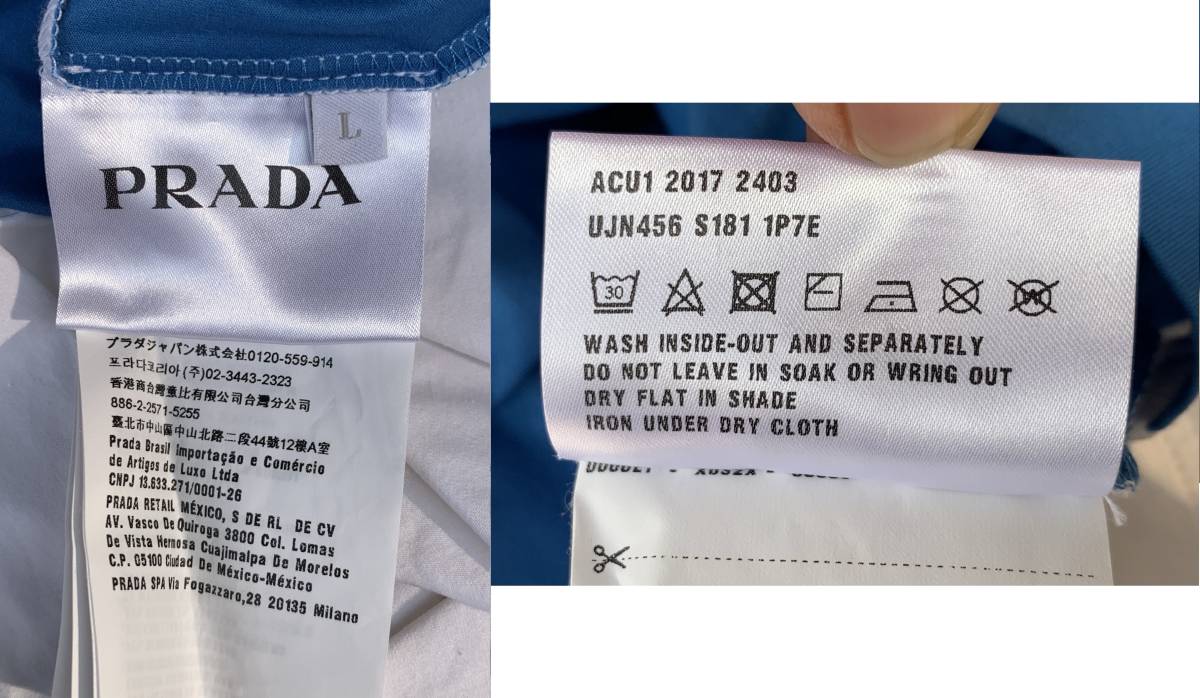 L
PRADA
プラダジャパン株式会社0120-559-914
프라다코리아 (주)02-3443-2323
香港商台灣意比有限公司台灣分公司
886-2-2571-5255
臺北市中山區中山北路二段44號12樓A室
Prada Brasil Importação e Comércio
de Artigos de Luxo Ltda
CNPJ 13.633.271/0001-26
PRADA RETAIL MÉXICO, S DE RL DE CV
AV. Vasco De Quiroga 3800 Col. Lomas
De Vista Hermosa Cuajimalpa De Morelos
C.P. 05100 Ciudad De México-México
PRADA SPA Via Fogazzaro,28 20135 Milano
ACU1 2017 2403
UJN456 S181 1P7E
30
W
WASH INSIDE-OUT AND SEPARATELY
DO NOT LEAVE IN SOAK OR WRING OUT
DRY FLAT IN SHADE
IRON UNDER DRY CLOTH